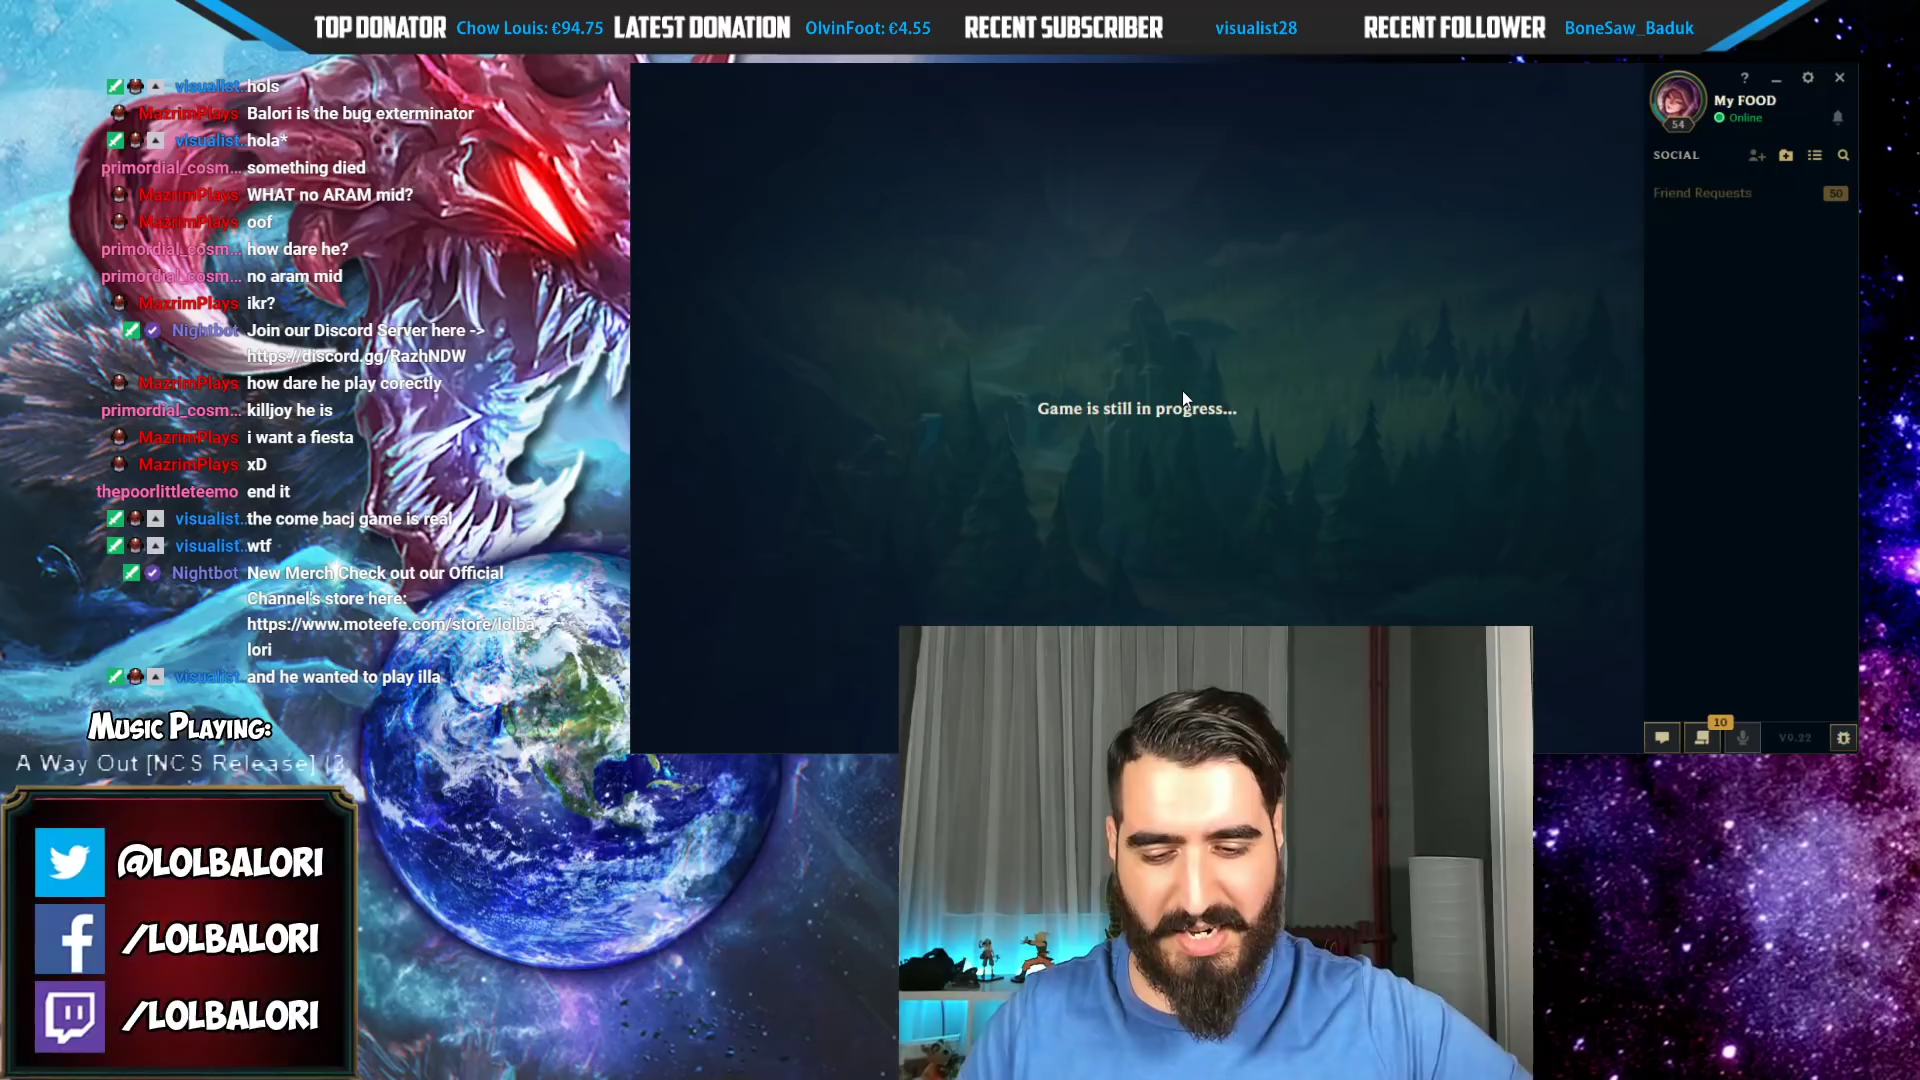 TOP DONATOR Chow Louis: €94.75 LATEST DONATION OlvinFoot: €4.55 RECENT SUBSCRIBER visualist28 RECENT FOLLOWER BoneSaw_Baduk
visualist.. hols
MazrimPlays Balori is the bug exterminator
visualist.. hola*
primordial_cosm... something died
MazrimPlays WHAT no ARAM mid?
MazrimPlays oof
primordial_cosm... how dare he?
primordial_cosm... no aram mid
MazrimPlays ikr?
Nightbot Join our Discord Server here ->
https://discord.gg/RazhNDW
MazrimPlays how dare he play corectly
primordial_cosm... killjoy he is
MazrimPlays i want a fiesta
MazrimPlays xD
thepoorlittleteemo end it
visualist.. the come bacj game is real
visualist.. wtf
Nightbot New Merch Check out our Official
Channel's store here:
https://www.moteefe.com/store/lolba
lori
visualist.. and he wanted to play illa
MUSIC PLAYING:
A Way Out [NCS Release] (3
@LOLBALORI
/LOLBALORI
/LOLBALORI
Game is still in progress...
?
My FOOD
54
Online
SOCIAL
Friend Requests 50
10
V9.22